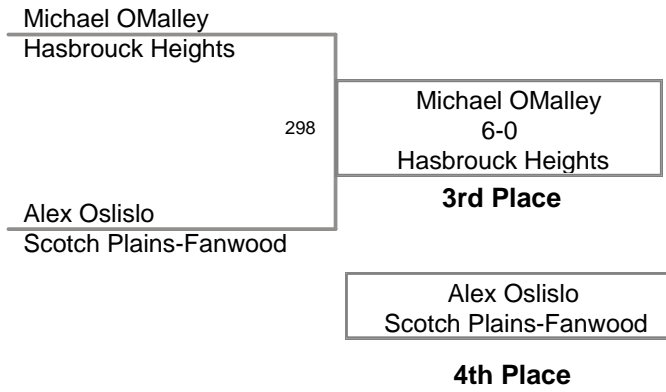 Michael OMalley
Hasbrouck Heights
298
Michael OMalley
6-0
Hasbrouck Heights
3rd Place
Alex Oslislo
Scotch Plains-Fanwood
Alex Oslislo
Scotch Plains-Fanwood
4th Place